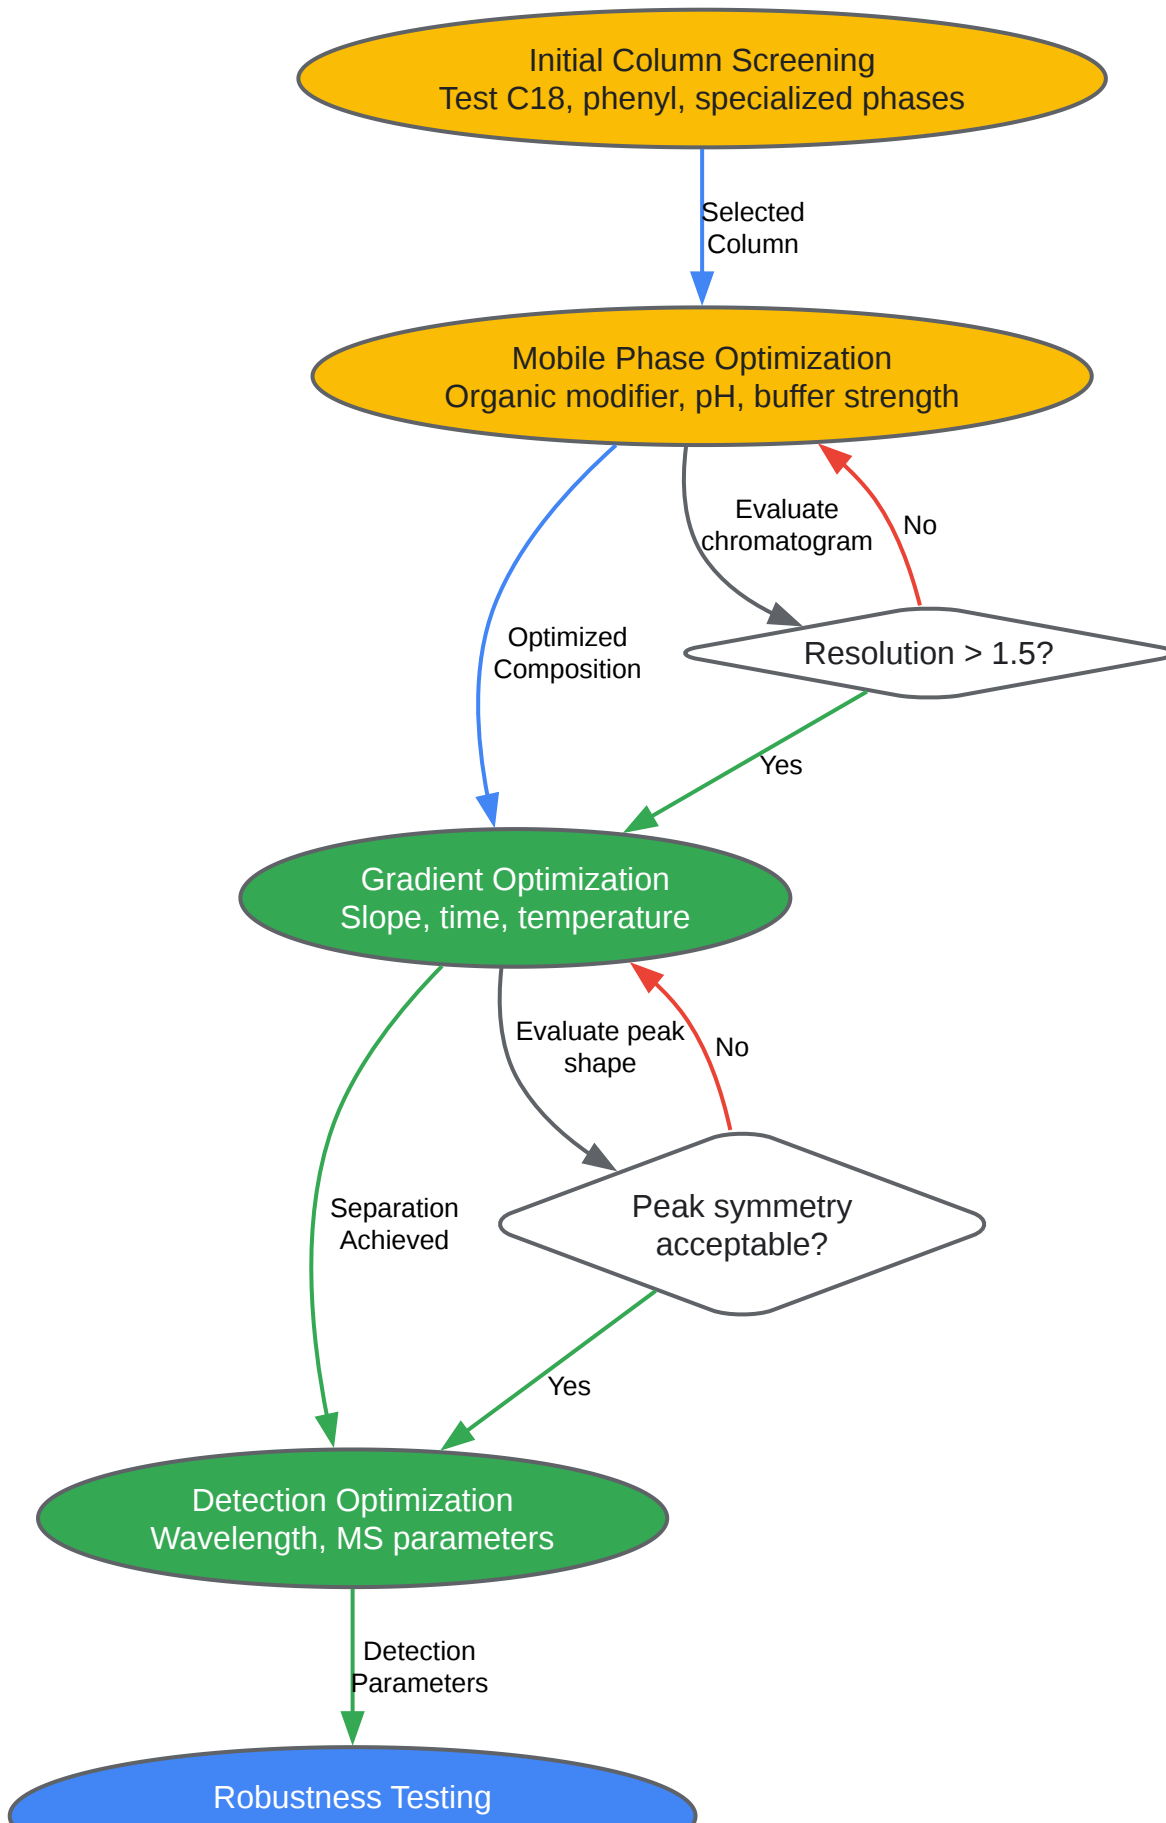 Initial Column Screening
Test C18, phenyl, specialized phases
Selected
Column
Mobile Phase Optimization
Organic modifier, pH, buffer strength
Evaluate
chromatogram
No
Optimized
Composition
Resolution > 1.5?
Yes
Gradient Optimization
Slope, time, temperature
Evaluate peak
shape
No
Separation
Achieved
Peak symmetry
acceptable?
Yes
Detection Optimization
Wavelength, MS parameters
Detection
Parameters
Robustness Testing